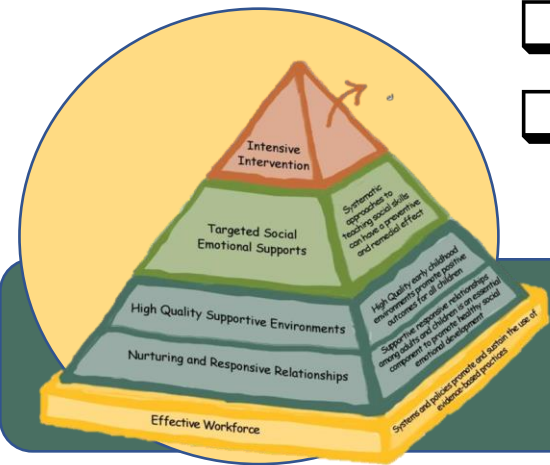 Intensive
Intervention
Systematic
approaches to
teaching social skills
can have a preventive
and remedial effect
Targeted Social
Emotional Supports
High Quality early childhood
environments promote positive
outcomes for all children
High Quality Supportive Environments
Supportive responsive relationships
among adults and children is an essential
component to promote healthy social
emotional development
Nurturing and Responsive Relationships
Systems and policies promote and sustain the use of
evidence-based practices
Effective Workforce